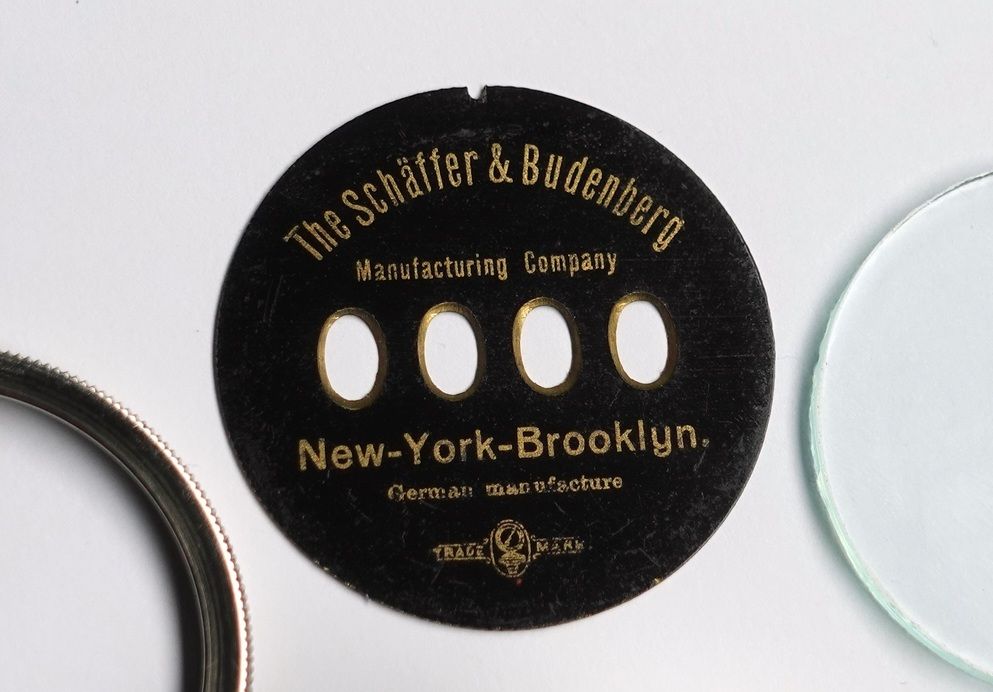 The Schäffer & Budenberg
Manufacturing Company
New-York-Brooklyn.
German manufacture
TRADE MARK